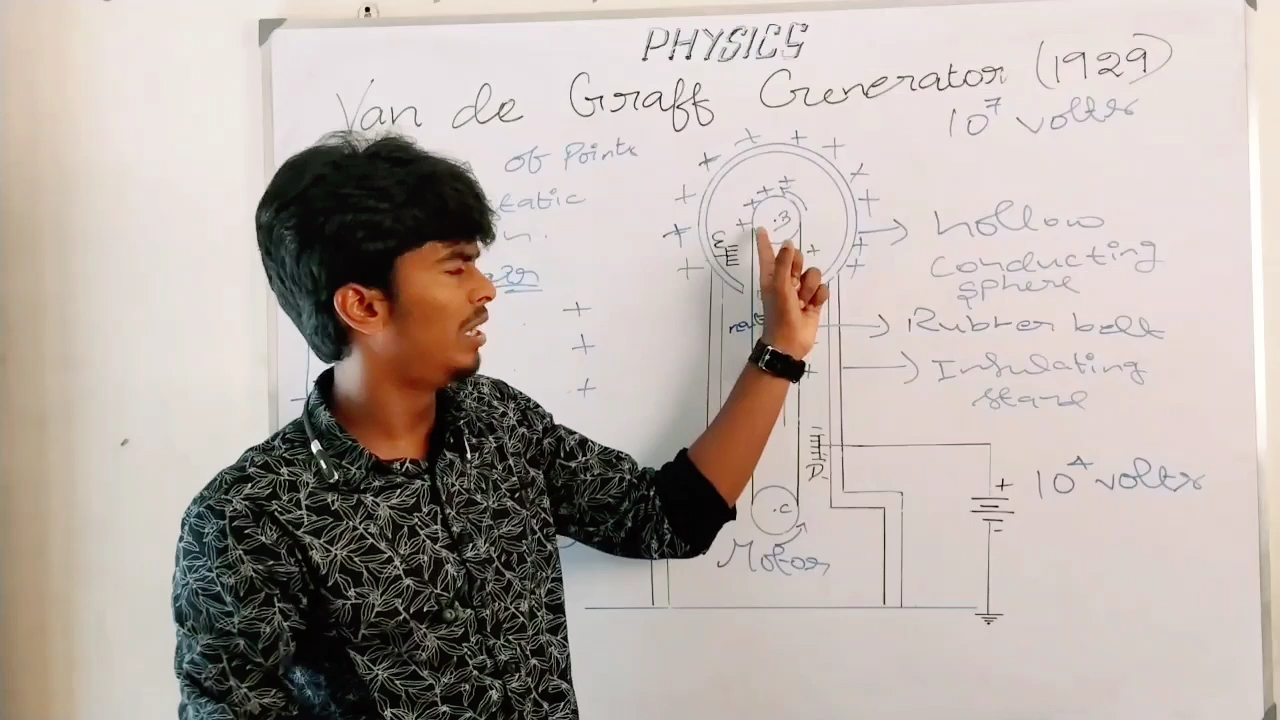 PHYSICS
Van de Graff Generator (1929)
10⁷ volts
of Points
static
+ + + + + + + + + + + +
+ + + + +
.B
E
hollow
conducting
sphere
Rubber belt
Insulating
+
+
+
+
+
D
+
-
10⁴ volts
.C
Motor